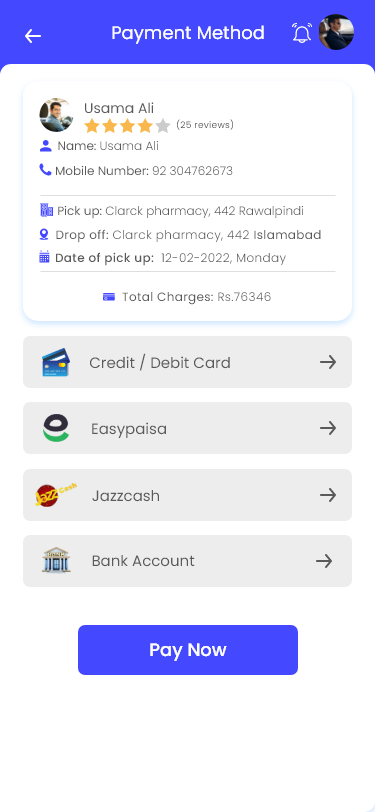 Payment Method
Usama Ali
(25 reviews)
Name: Usama Ali
Mobile Number: 92 304762673
Pick up: Clarck pharmacy, 442 Rawalpindi
Drop off: Clarck pharmacy, 442 Islamabad
Date of pick up: 12-02-2022, Monday
Total Charges: Rs.76346
Credit / Debit Card
Easypaisa
Jazz Cash
Jazzcash
Bank Account
Pay Now